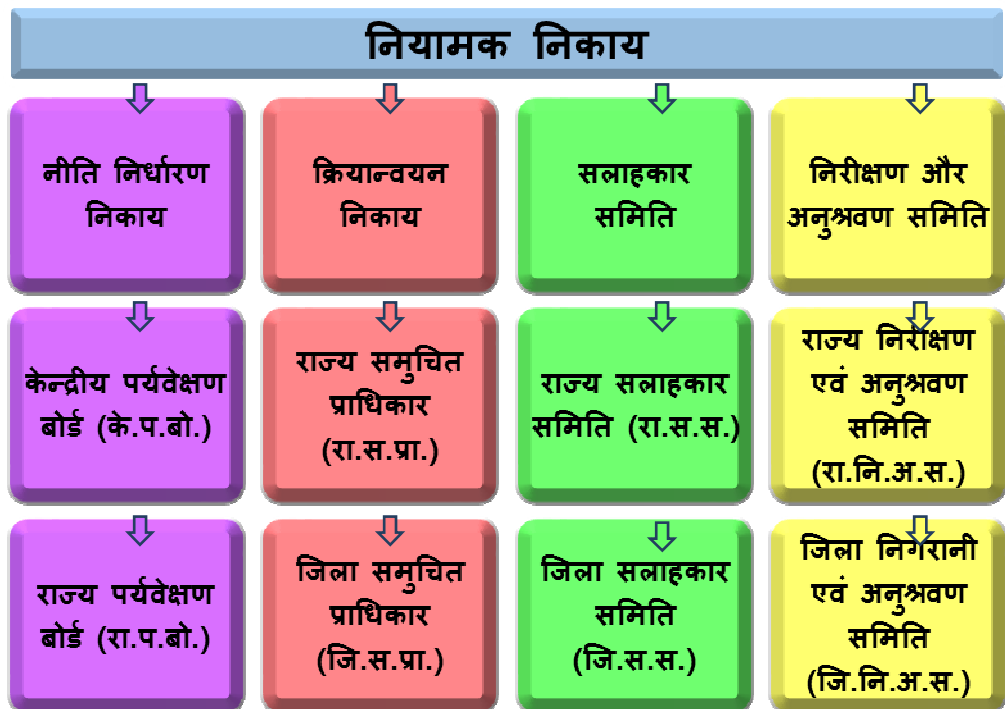 नियामक निकाय
नीति निर्धारण
निकाय
क्रियान्वयन
निकाय
सलाहकार
समिति
निरीक्षण और
अनुश्रवण समिति
केन्द्रीय पर्यवेक्षण
बोर्ड (के.प.बो.)
राज्य समुचित
प्राधिकार
(रा.स.प्रा.)
राज्य सलाहकार
समिति (रा.स.स.)
राज्य निरीक्षण
एवं अनुश्रवण
समिति
(रा.नि.अ.स.)
राज्य पर्यवेक्षण
बोर्ड (रा.प.बो.)
जिला समुचित
प्राधिकार
(जि.स.प्रा.)
जिला सलाहकार
समिति
(जि.स.स.)
जिला निगरानी
एवं अनुश्रवण
समिति
(जि.नि.अ.स.)